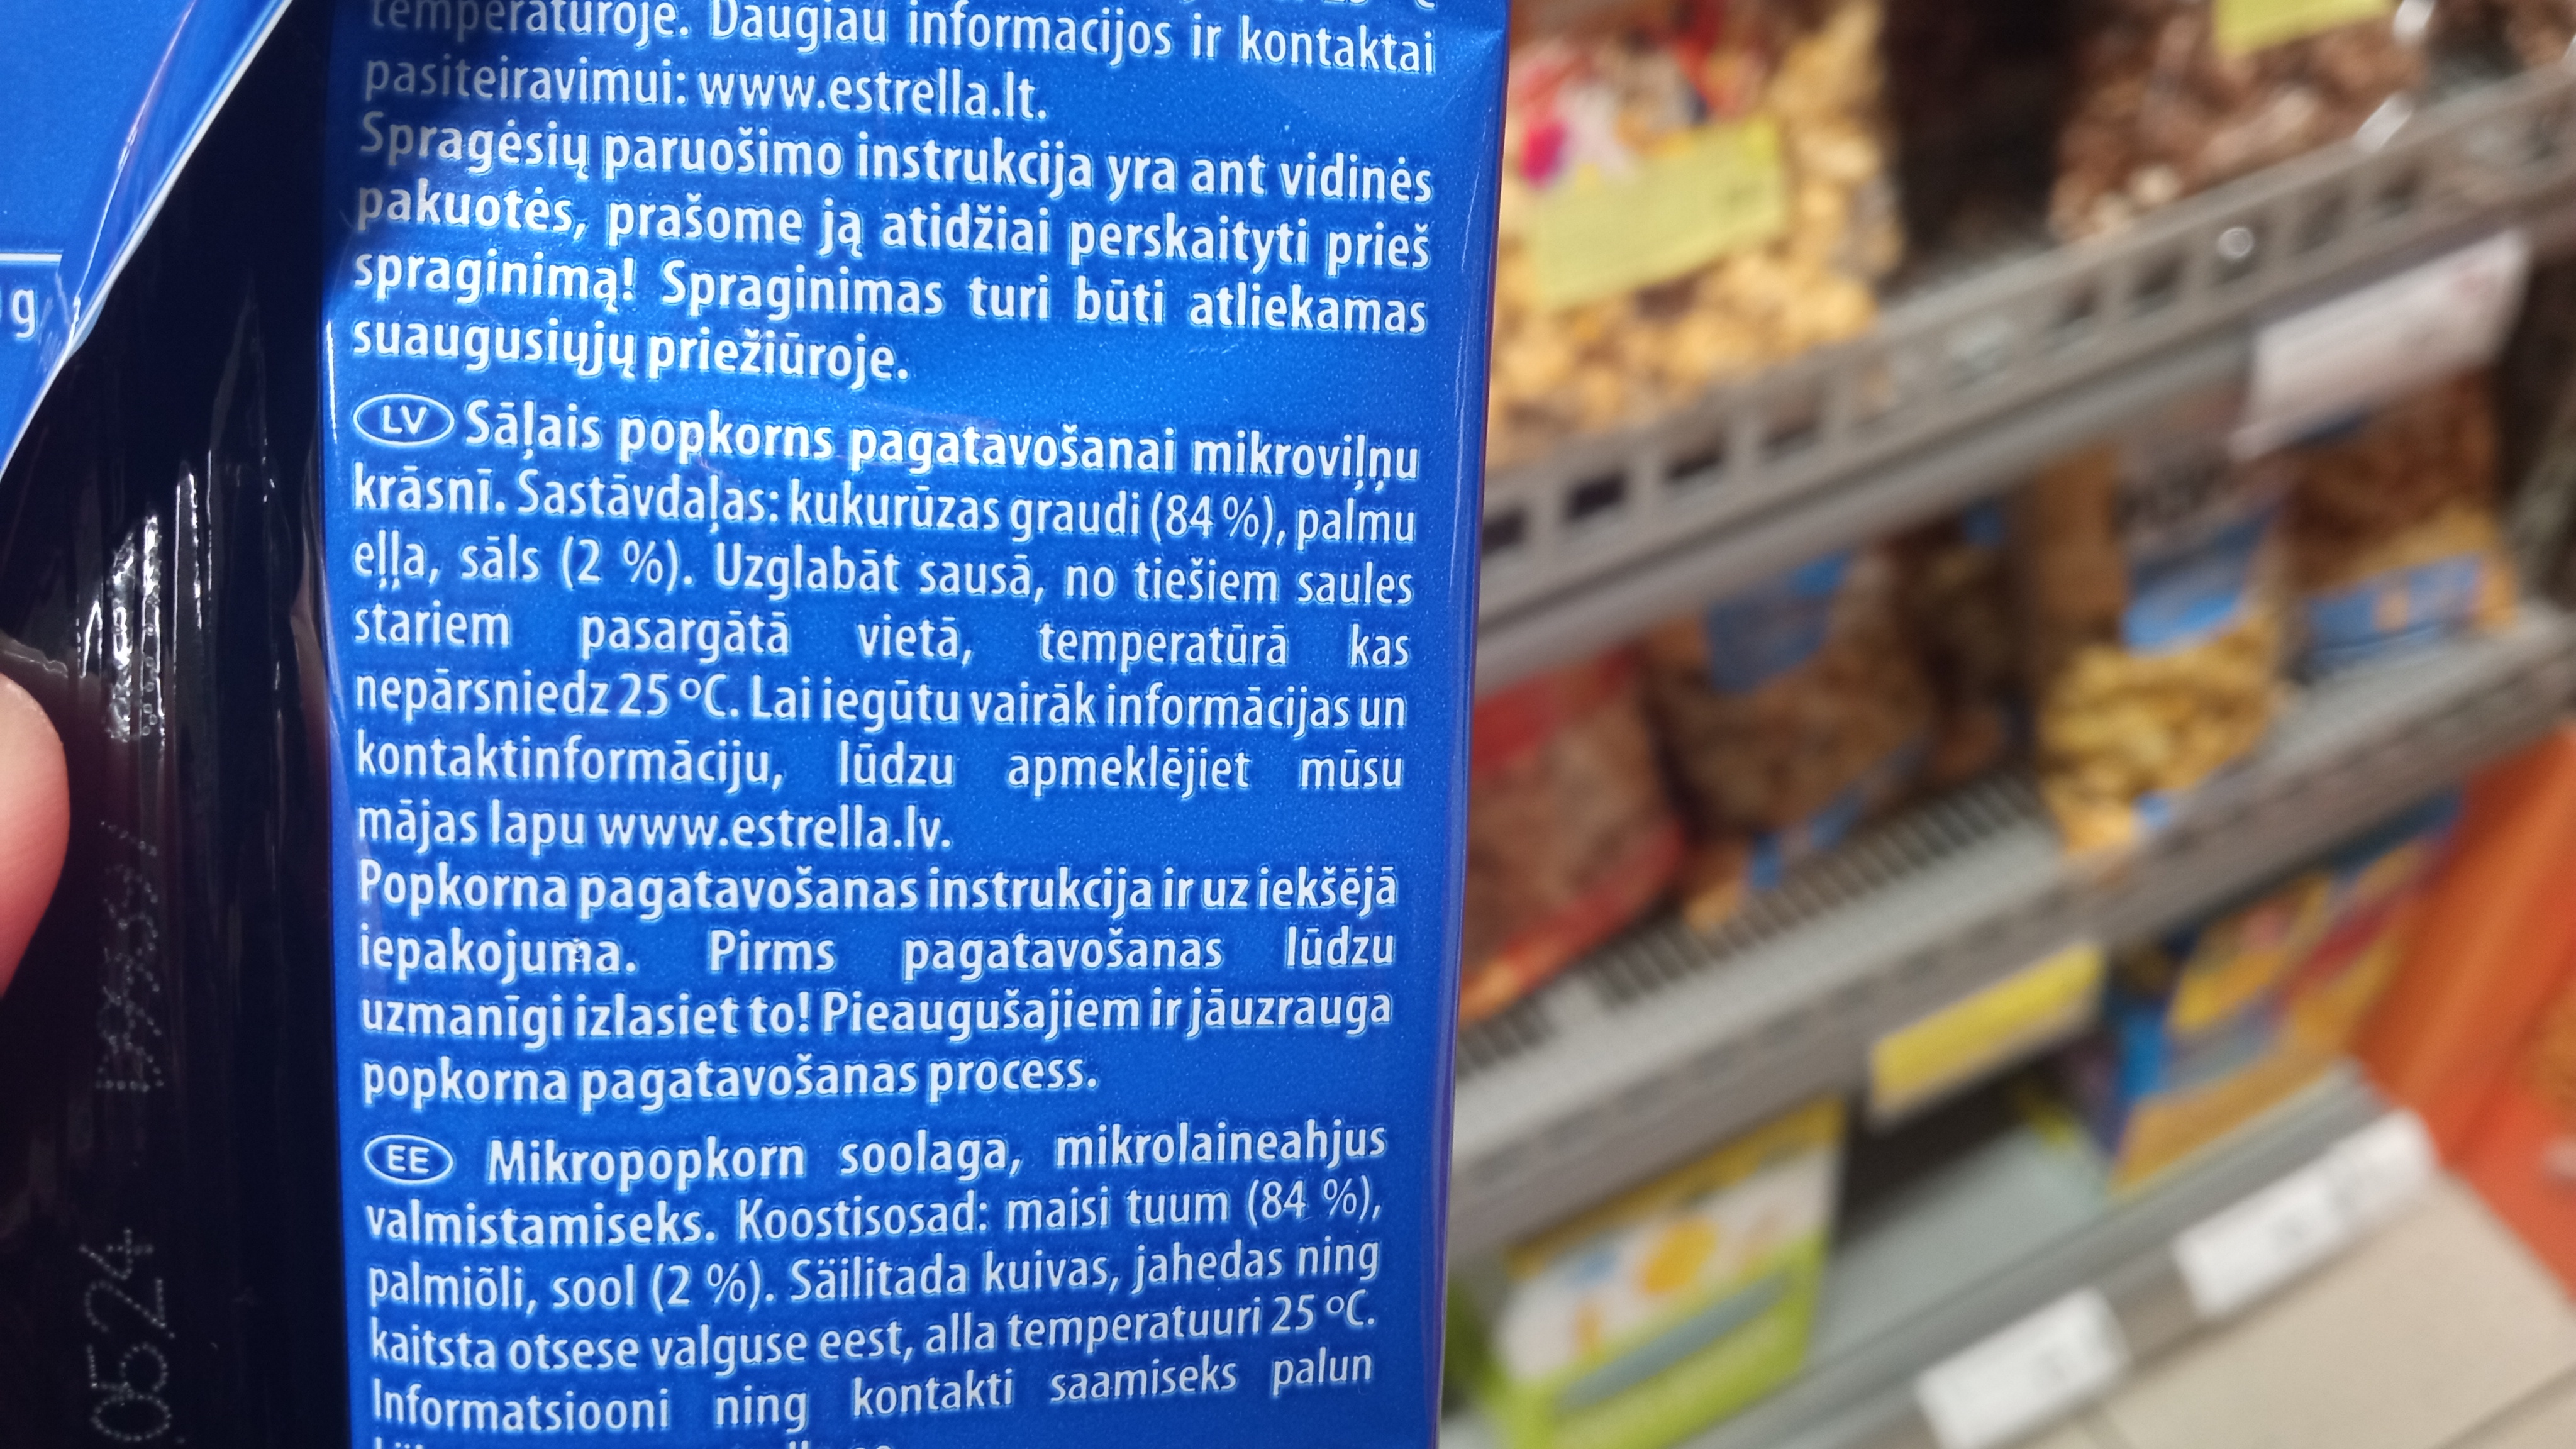 temperatūroje. Daugiau informacijos ir kontaktai
pasiteiravimui: www.estrella.lt.
Spragėsių paruošimo instrukcija yra ant vidinės
pakuotės, prašome ją atidžiai perskaityti prieš
spraginimą! Spraginimas turi būti atliekamas
suaugusiųjų priežiūroje.
LV Sāļais popkorns pagatavošanai mikroviļņu
krāsnī. Sastāvdaļas: kukurūzas graudi (84 %), palmu
eļļa, sāls (2 %). Uzglabāt sausā, no tiešiem saules
stariem pasargātā vietā, temperatūrā kas
nepārsniedz 25 °C. Lai iegūtu vairāk informācijas un
kontaktinformāciju, lūdzu apmeklējiet mūsu
mājas lapu www.estrella.lv.
Popkorna pagatavošanas instrukcija ir uz iekšējā
iepakojuma. Pirms pagatavošanas lūdzu
uzmanīgi izlasiet to! Pieaugušajiem ir jāuzrauga
popkorna pagatavošanas process.
EE Mikropopkorn soolaga, mikrolaineahjus
valmistamiseks. Koostisosad: maisi tuum (84 %),
palmiõli, sool (2 %). Säilitada kuivas, jahedas ning
kaitsta otsese valguse eest, alla temperatuuri 25 °C.
Informatsiooni ning kontakti saamiseks palun
g
0524